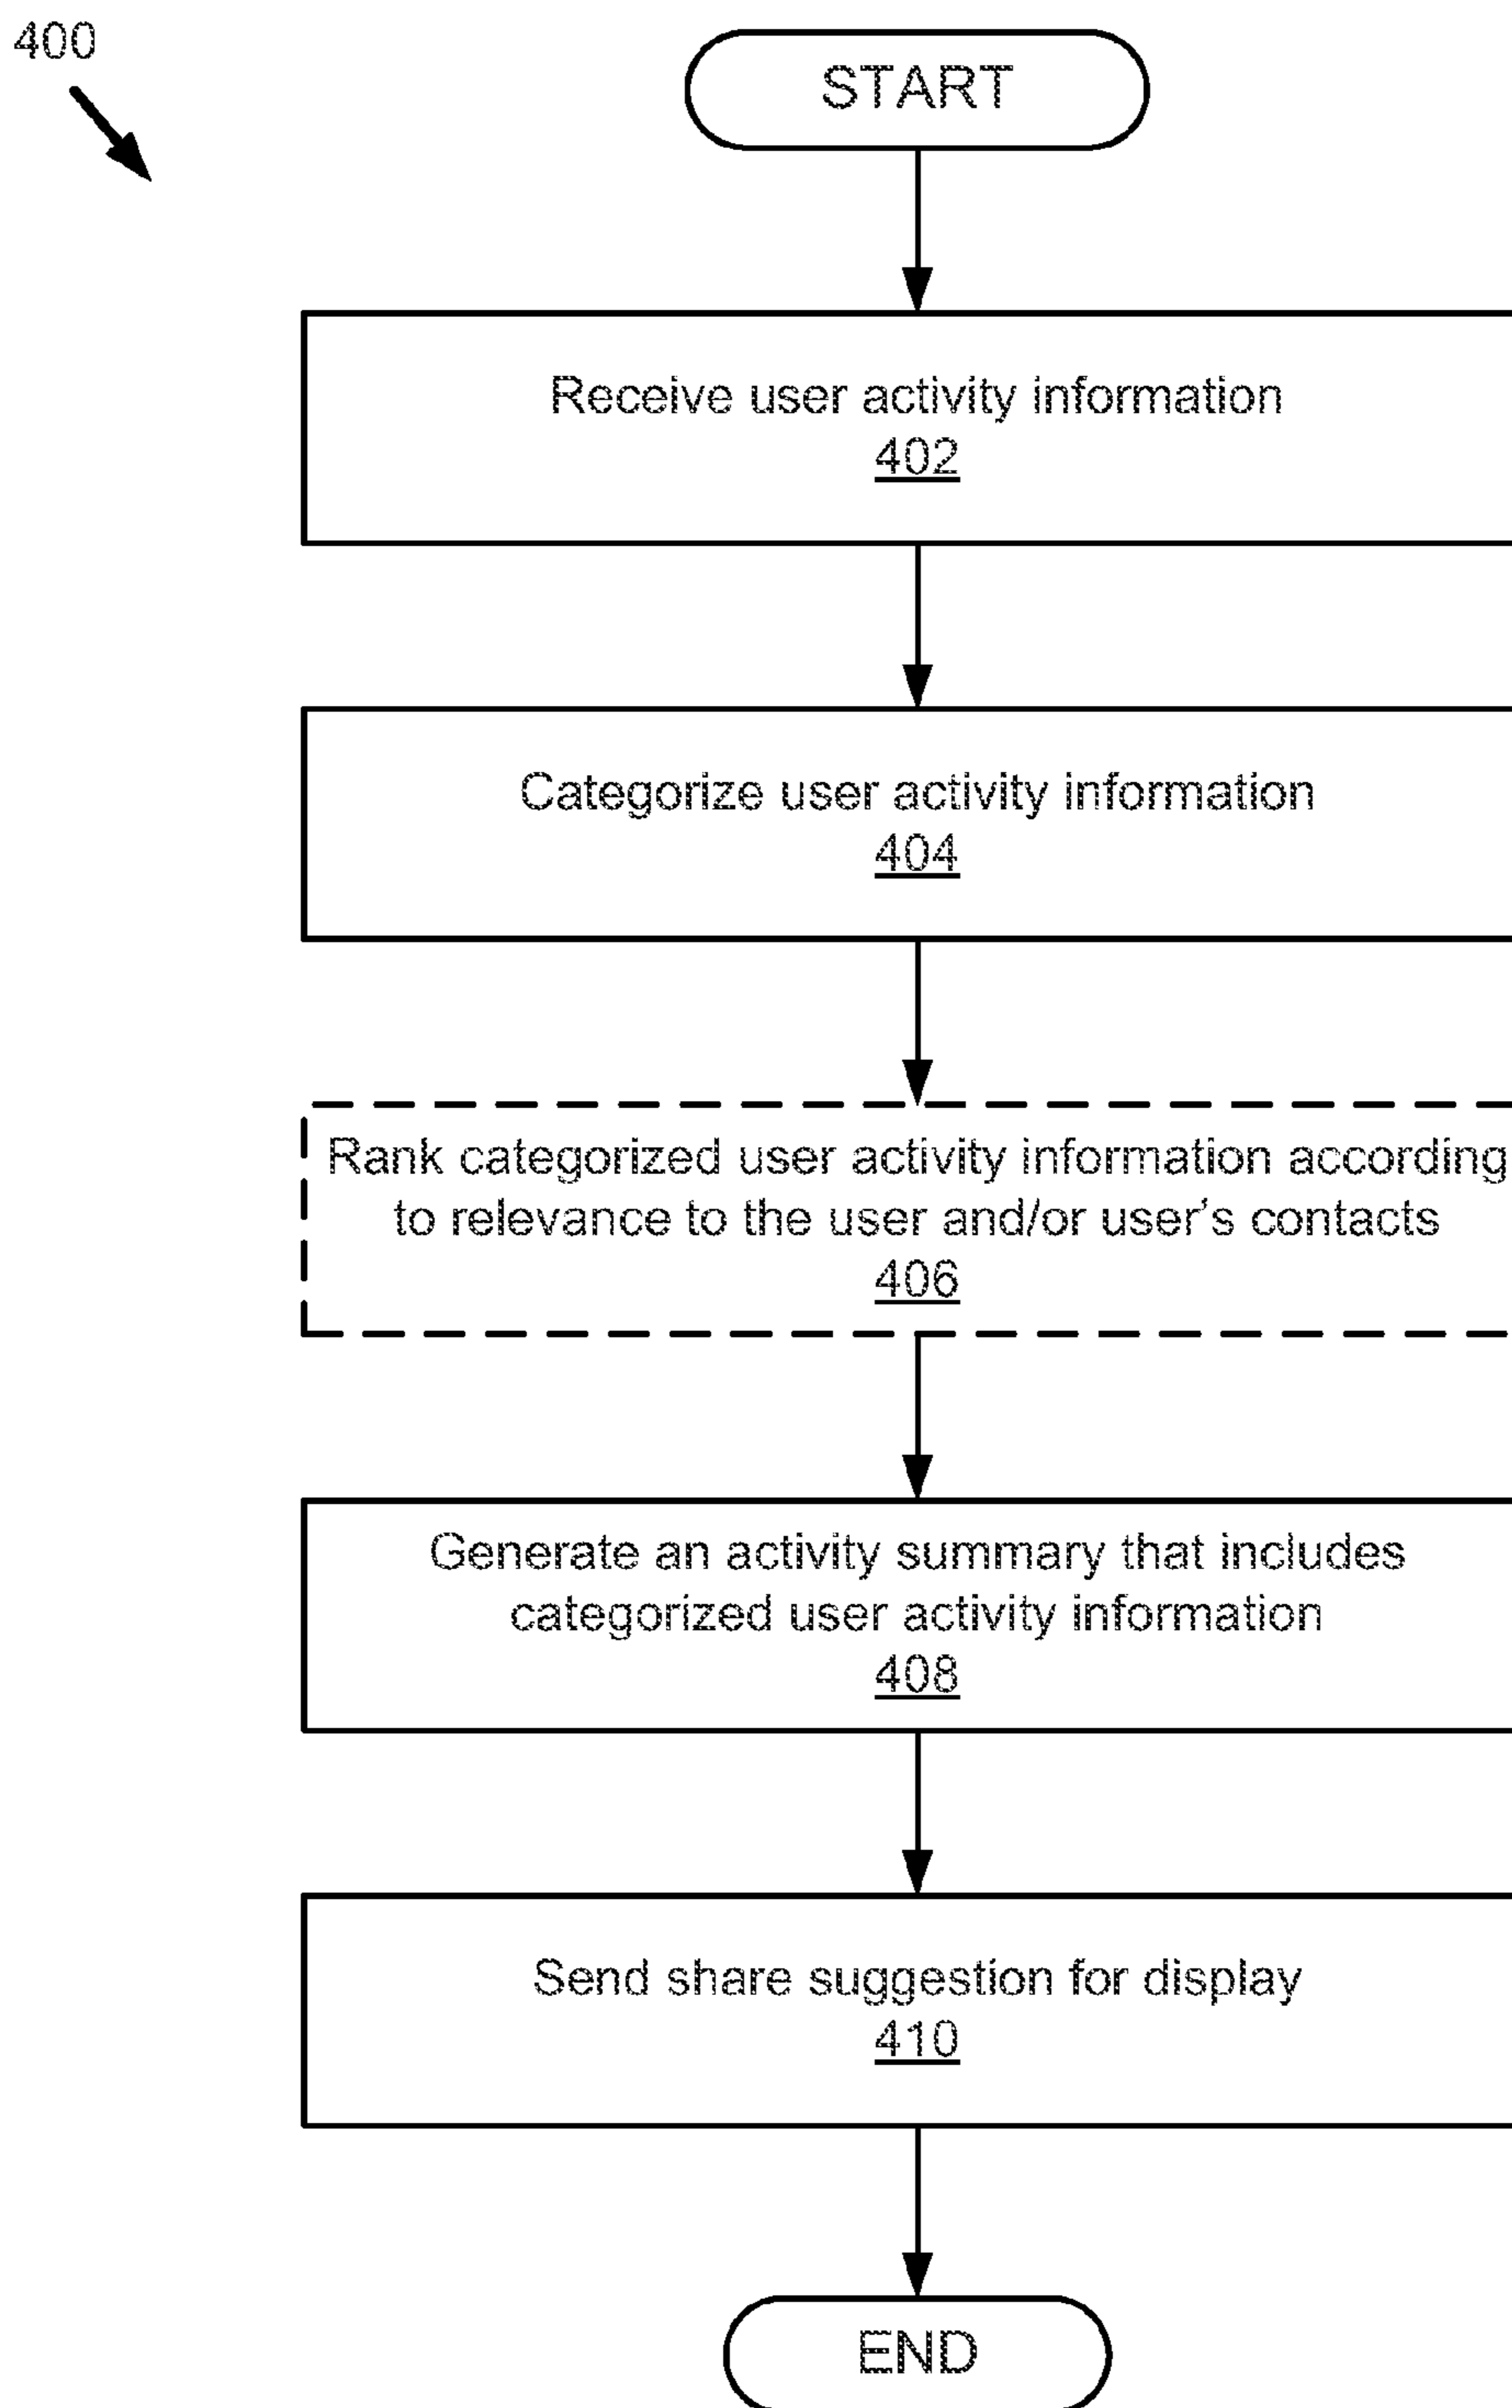 400
START
Receive user activity information
402
Categorize user activity information
404
Rank categorized user activity information according
to relevance to the user and/or user's contacts
406
Generate an activity summary that includes
categorized user activity information
408
Send share suggestion for display
410
END